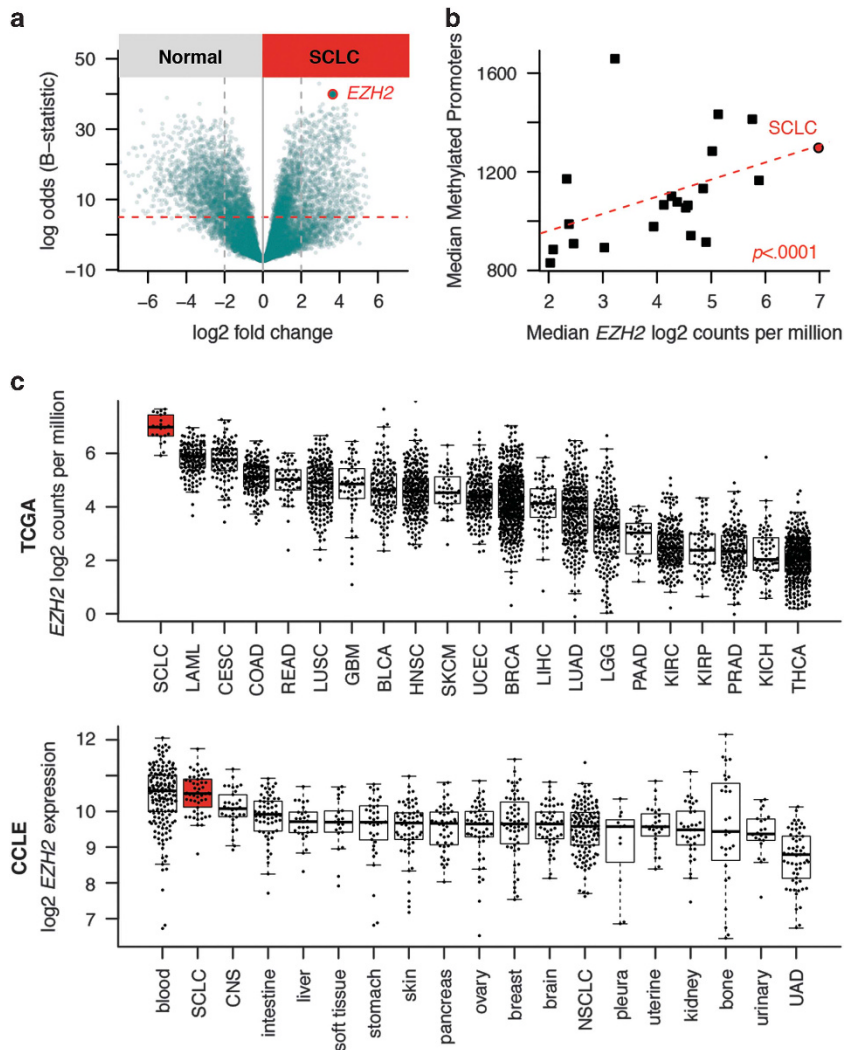 a
Normal
SCLC
EZH2
50
30
10
−10
log odds (B-statistic)
−6
−4
−2
0
2
4
6
log2 fold change
b
1600
1200
800
Median Methylated Promoters
SCLC
p<.0001
2
3
4
5
6
7
Median EZH2 log2 counts per million
c
TCGA
EZH2 log2 counts per million
6
4
2
0
SCLC
LAML
CESC
COAD
READ
LUSC
GBM
BLCA
HNSC
SKCM
UCEC
BRCA
LIHC
LUAD
LGG
PAAD
KIRC
KIRP
PRAD
KICH
THCA
CCLE
log2 EZH2 expression
12
11
10
9
8
7
blood
SCLC
CNS
intestine
liver
soft tissue
stomach
skin
pancreas
ovary
breast
brain
NSCLC
pleura
uterine
kidney
bone
urinary
UAD